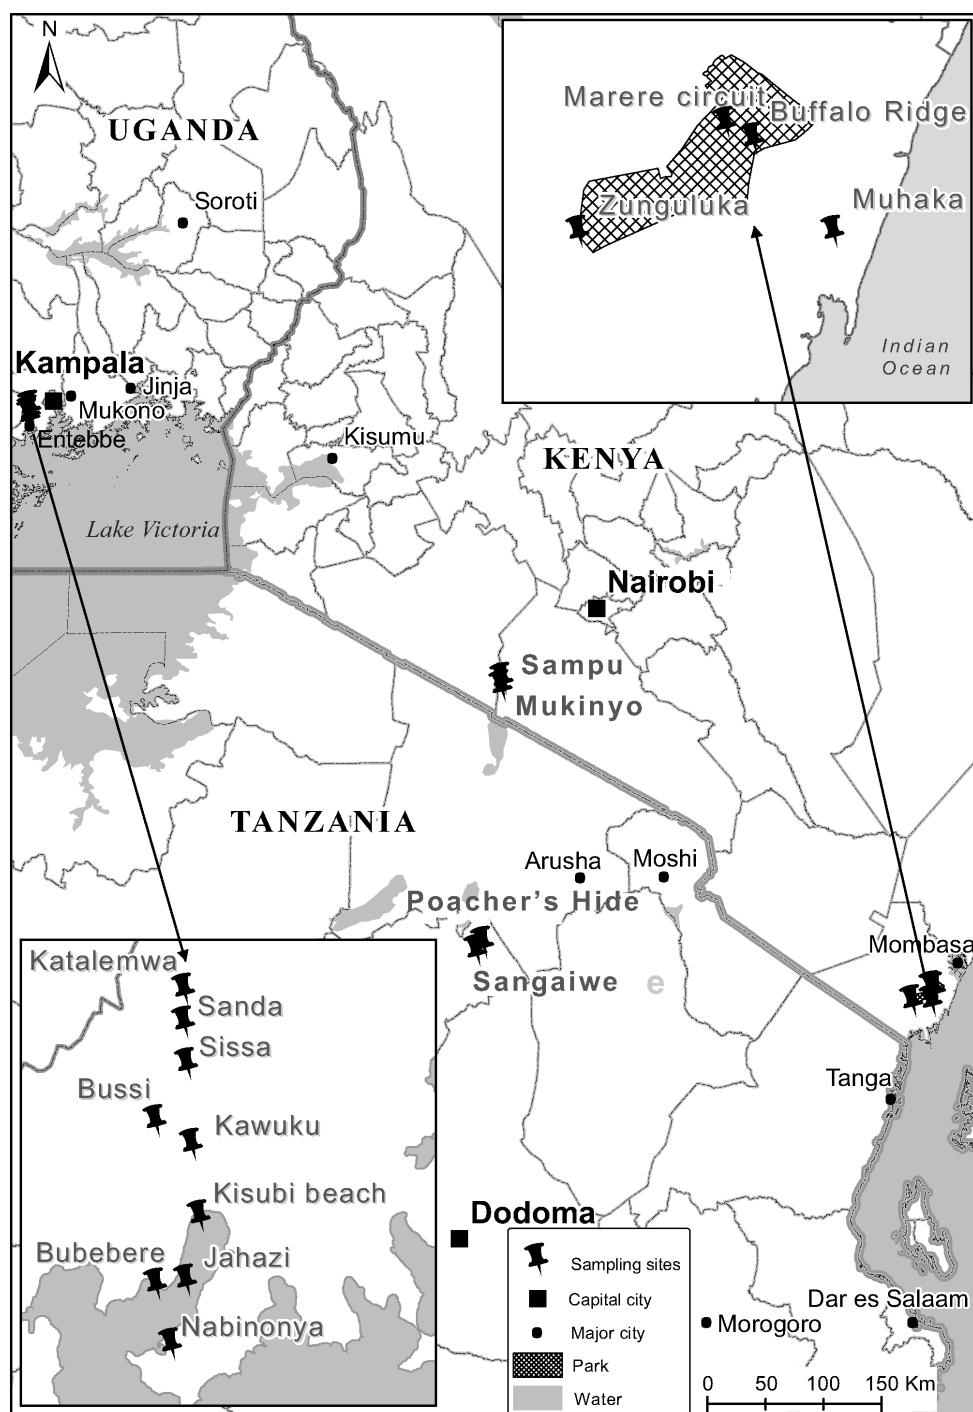 N
UGANDA
Soroti
Marere circuit
Buffalo Ridge
Zunguluka
Muhaka
Indian
Ocean
Kampala
Jinja
Mukono
Entebbe
Kisumu
KENYA
Lake Victoria
Nairobi
Sampu
Mukinyo
TANZANIA
Arusha
Moshi
Poacher's Hide
Sangaiwe
e
Mombasa
Katalemwa
Sanda
Sissa
Bussi
Kawuku
Kisubi beach
Bubebere
Jahazi
Nabinonya
Tanga
Dodoma
Sampling sites
Capital city
Major city
Park
Water
Dar es Salaam
Morogoro
0 50 100 150 Km